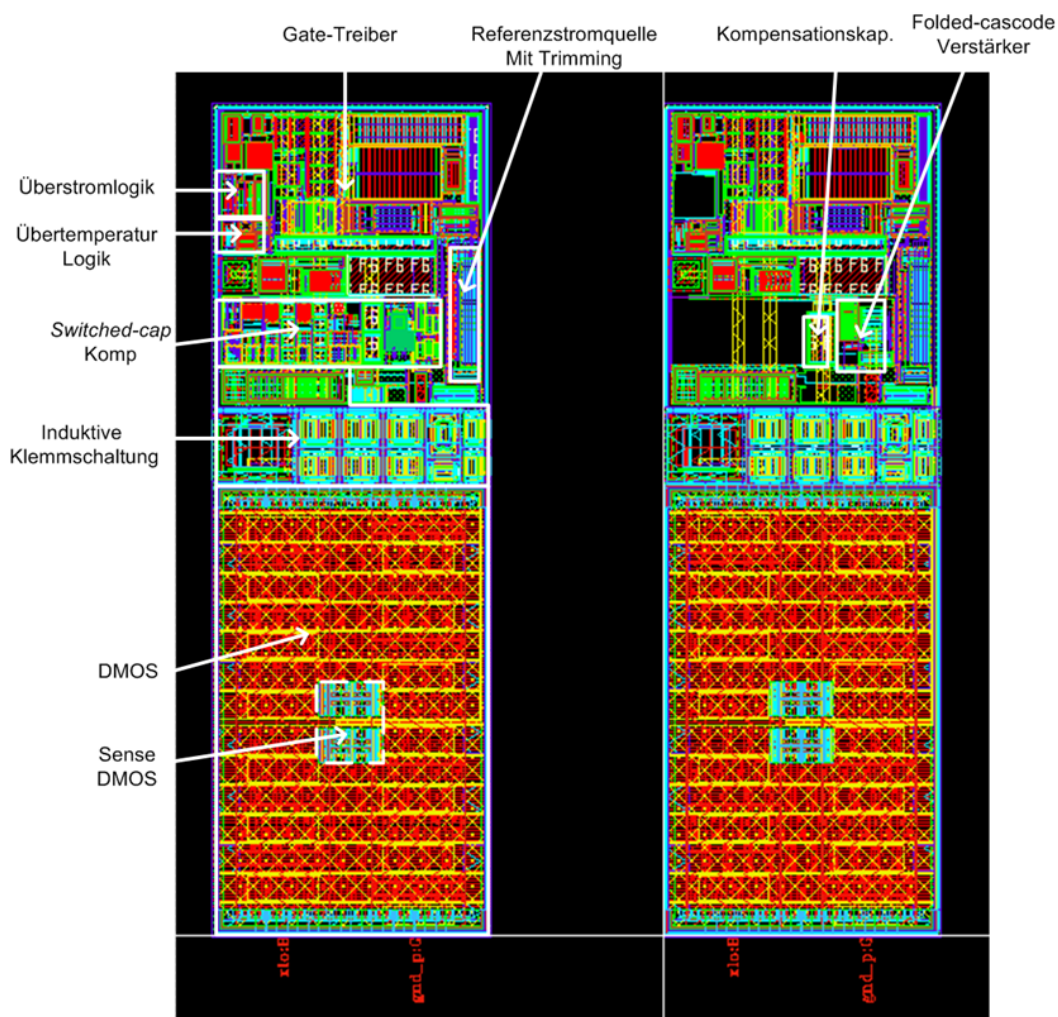 Gate-Treiber
Referenzstromquelle
Mit Trimming
Kompensationskap.
Folded-cascode
Verstärker
Überstromlogik
Übertemperatur
Logik
Switched-cap
Komp
Induktive
Klemmschaltung
DMOS
Sense
DMOS